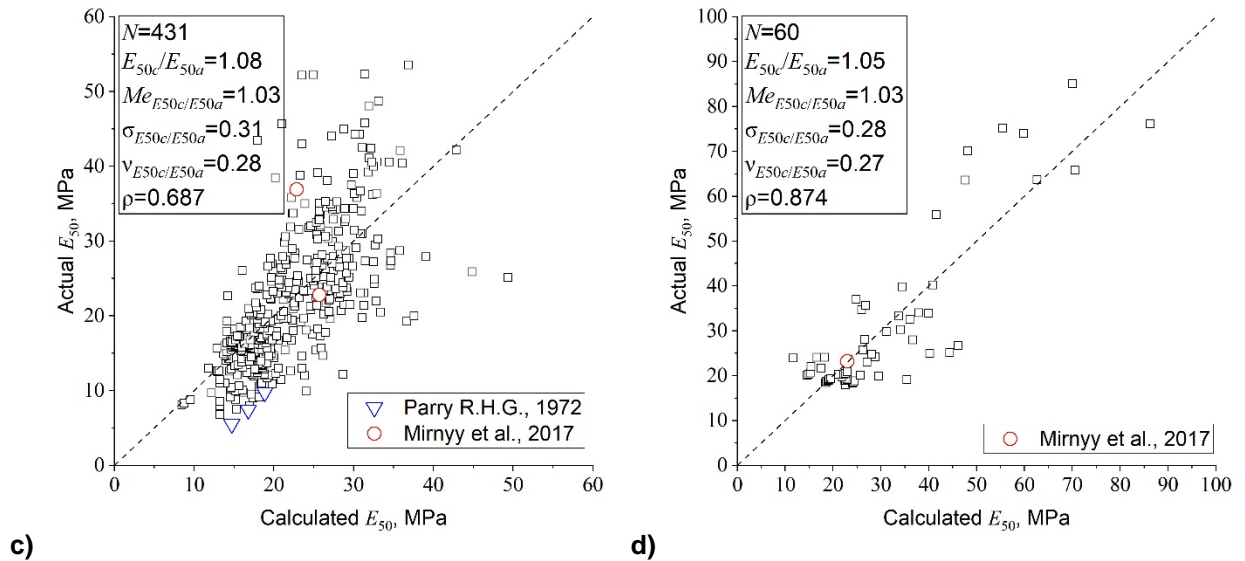 N=431
E50c/E50a=1.08
MeE50c/E50a=1.03
σE50c/E50a=0.31
νE50c/E50a=0.28
ρ=0.687
Actual E50, MPa
60
50
40
30
20
10
0
0 10 20 30 40 50 60
Calculated E50, MPa
Parry R.H.G., 1972
Mirnyy et al., 2017
c)
N=60
E50c/E50a=1.05
MeE50c/E50a=1.03
σE50c/E50a=0.28
νE50c/E50a=0.27
ρ=0.874
Actual E50, MPa
100
90
80
70
60
50
40
30
20
10
0
0 10 20 30 40 50 60 70 80 90 100
Calculated E50, MPa
Mirnyy et al., 2017
d)